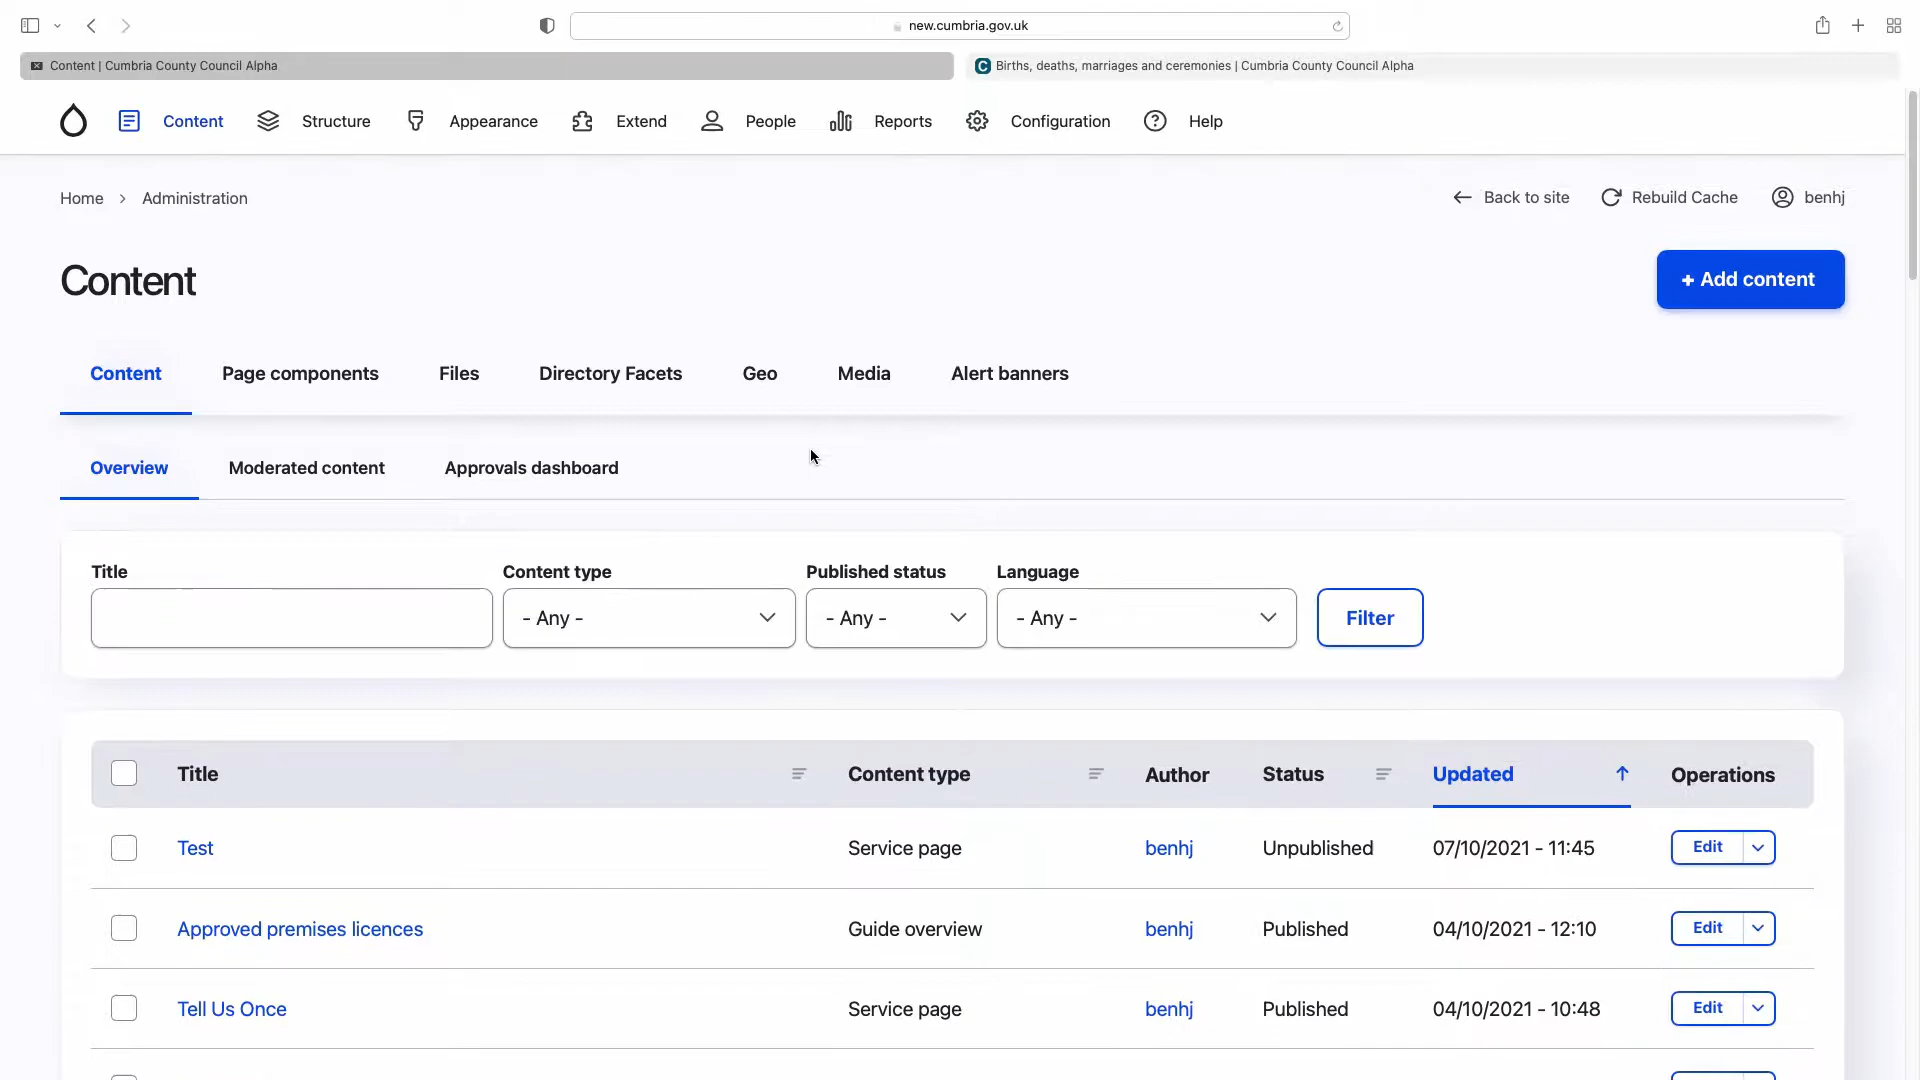 new.cumbria.gov.uk
Content | Cumbria County Council Alpha
C Births, deaths, marriages and ceremonies | Cumbria County Council Alpha
Content Structure Appearance Extend People Reports Configuration Help
Home > Administration
Back to site Rebuild Cache benhj
Content
+ Add content
Content Page components Files Directory Facets Geo Media Alert banners
Overview Moderated content Approvals dashboard
Title Content type Published status Language
- Any - - Any - - Any - Filter
Title Content type Author Status Updated Operations
Test Service page benhj Unpublished 07/10/2021 - 11:45 Edit
Approved premises licences Guide overview benhj Published 04/10/2021 - 12:10 Edit
Tell Us Once Service page benhj Published 04/10/2021 - 10:48 Edit